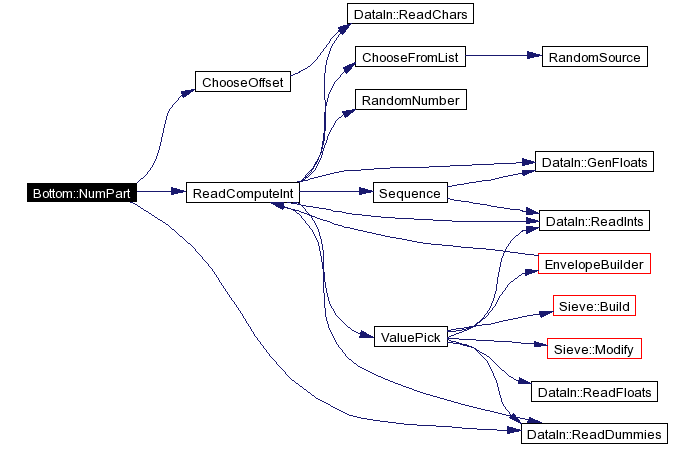 DataIn::ReadChars
ChooseFromList
RandomSource
ChooseOffset
RandomNumber
DataIn::GenFloats
Bottom::NumPart
ReadComputeInt
Sequence
DataIn::ReadInts
EnvelopeBuilder
Sieve::Build
ValuePick
Sieve::Modify
DataIn::ReadFloats
DataIn::ReadDummies